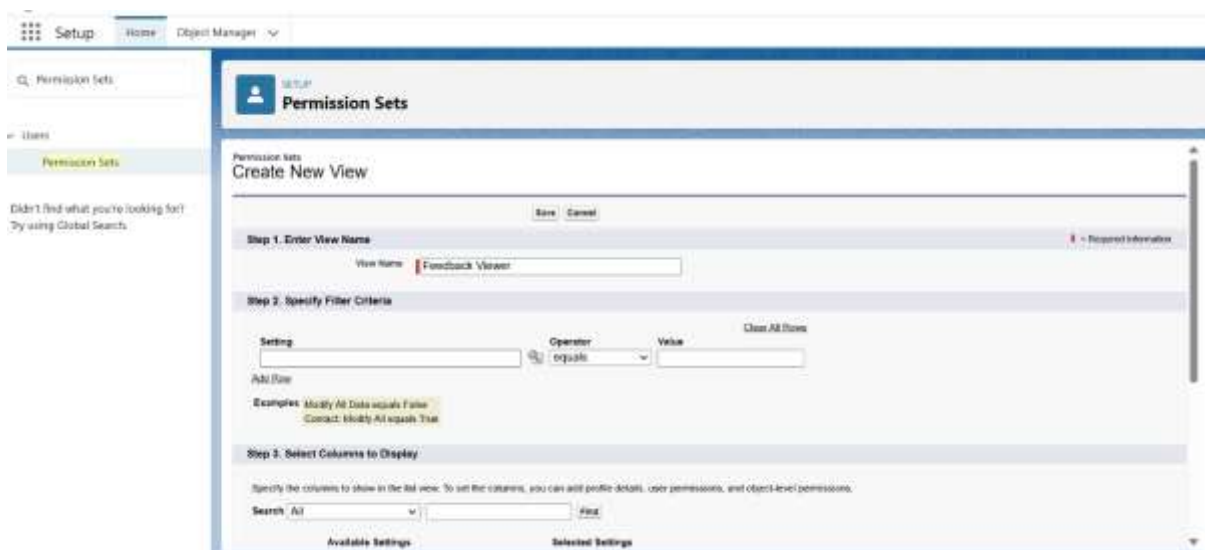 Setup Home Object Manager
Permission Sets
Users
Permission Sets
Didn't find what you're looking for?
Try using Global Search.
SETUP
Permission Sets
Permission Sets
Create New View
Save Cancel
Step 1. Enter View Name
= Required Information
View Name Feedback Viewer
Step 2. Specify Filter Criteria
Clear All Rows
Setting Operator Value
equals
Add Row
Examples Modify All Data equals False
Contact: Modify All equals True
Step 3. Select Columns to Display
Specify the columns to show in the list view. To set the columns, you can add profile details, user permissions, and object-level permissions.
Search All Find
Available Settings Selected Settings